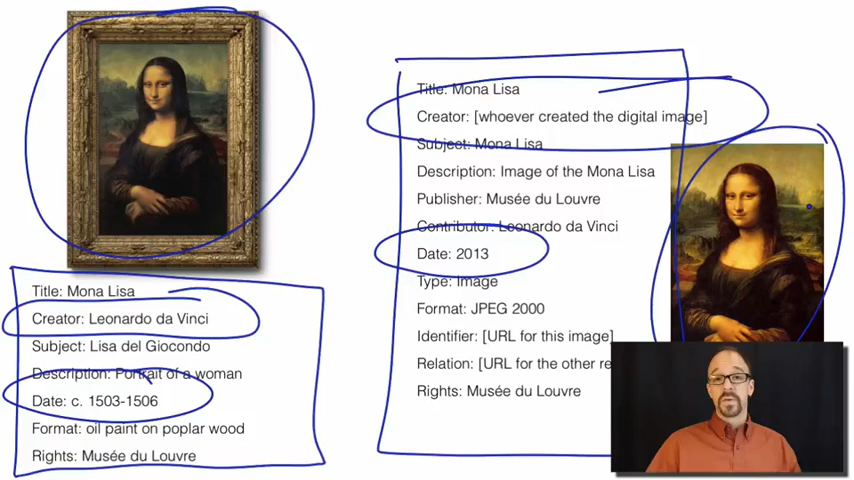 Title: Mona Lisa
Creator: Leonardo da Vinci
Subject: Lisa del Giocondo
Description: Portrait of a woman
Date: c. 1503-1506
Format: oil paint on poplar wood
Rights: Musée du Louvre
Title: Mona Lisa
Creator: [whoever created the digital image]
Subject: Mona Lisa
Description: Image of the Mona Lisa
Publisher: Musée du Louvre
Contributor: Leonardo da Vinci
Date: 2013
Type: Image
Format: JPEG 2000
Identifier: [URL for this image]
Relation: [URL for the other re
Rights: Musée du Louvre